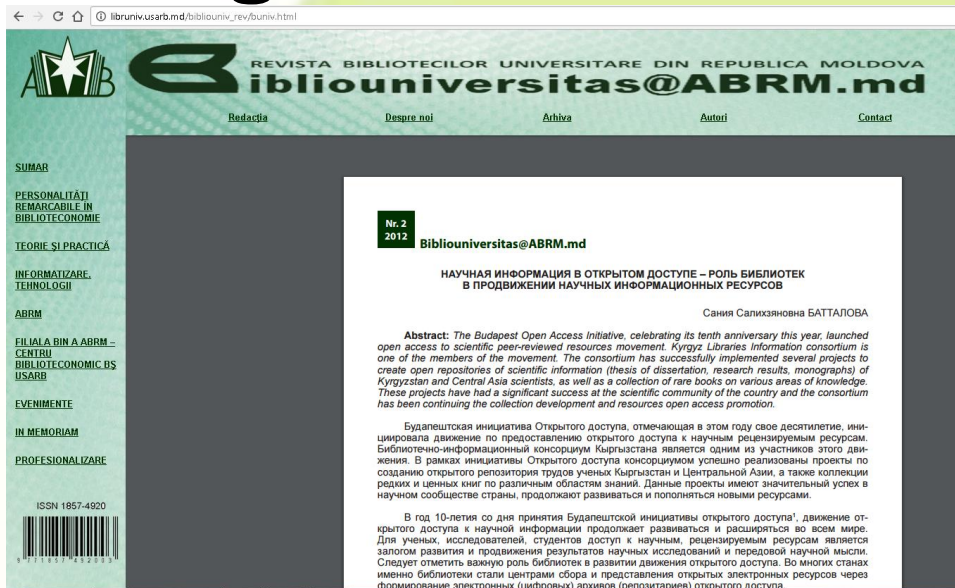 libruniv.usarb.md/bibliouniv_rev/buniv.html
REVISTA BIBLIOTECILOR UNIVERSITARE DIN REPUBLICA MOLDOVA
Bibliouniversitas@ABRM.md
Redacţia Despre noi Arhiva Autori Contact
SUMAR
PERSONALITĂŢI
REMARCABILE ÎN
BIBLIOTECONOMIE
TEORIE ŞI PRACTICĂ
INFORMATIZARE.
TEHNOLOGII
ABRM
FILIALA BIN A ABRM –
CENTRU
BIBLIOTECONOMIC BŞ
USARB
EVENIMENTE
IN MEMORIAM
PROFESIONALIZARE
ISSN 1857-4920
9 771857 492003
Nr. 2
2012
Bibliouniversitas@ABRM.md
НАУЧНАЯ ИНФОРМАЦИЯ В ОТКРЫТОМ ДОСТУПЕ – РОЛЬ БИБЛИОТЕК
В ПРОДВИЖЕНИИ НАУЧНЫХ ИНФОРМАЦИОННЫХ РЕСУРСОВ
Сания Салихзяновна БАТТАЛОВА
Abstract: The Budapest Open Access Initiative, celebrating its tenth anniversary this year, launched
open access to scientific peer-reviewed resources movement. Kyrgyz Libraries Information consortium is
one of the members of the movement. The consortium has successfully implemented several projects to
create open repositories of scientific information (thesis of dissertation, research results, monographs) of
Kyrgyzstan and Central Asia scientists, as well as a collection of rare books on various areas of knowledge.
These projects have had a significant success at the scientific community of the country and the consortium
has been continuing the collection development and resources open access promotion.
Будапештская инициатива Открытого доступа, отмечающая в этом году свое десятилетие, ини-
циировала движение по предоставлению открытого доступа к научным рецензируемым ресурсам.
Библиотечно-информационный консорциум Кыргызстана является одним из участников этого дви-
жения. В рамках инициативы Открытого доступа консорциумом успешно реализованы проекты по
созданию открытого репозитория трудов ученых Кыргызстан и Центральной Азии, а также коллекции
редких и ценных книг по различным областям знаний. Данные проекты имеют значительный успех в
научном сообществе страны, продолжают развиваться и пополняться новыми ресурсами.
В год 10-летия со дня принятия Будапештской инициативы открытого доступа¹, движение от-
крытого доступа к научной информации продолжает развиваться и расширяться во всем мире.
Для ученых, исследователей, студентов доступ к научным, рецензируемым ресурсам является
залогом развития и продвижения результатов научных исследований и передовой научной мысли.
Следует отметить важную роль библиотек в развитии движения открытого доступа. Во многих станах
именно библиотеки стали центрами сбора и представления открытых электронных ресурсов через
формирование электронных (цифровых) архивов (репозитариев) открытого доступа.